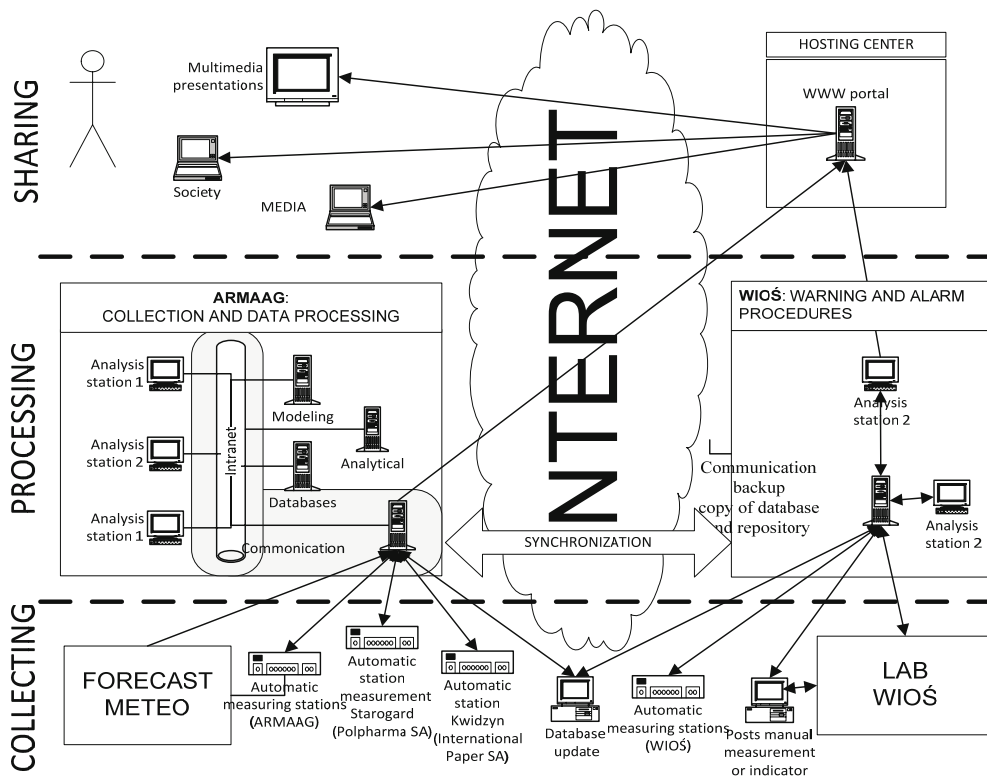 SHARING
Multimedia
presentations
Society
MEDIA
INTERNET
HOSTING CENTER
WWW portal
PROCESSING
ARMAAG:
COLLECTION AND DATA PROCESSING
Analysis
station 1
Analysis
station 2
Analysis
station 1
Intranet
Modeling
Analytical
Databases
Communication
SYNCHRONIZATION
WIOŚ: WARNING AND ALARM
PROCEDURES
Analysis
station 2
Communication
backup
copy of database
and repository
Analysis
station 2
COLLECTING
FORECAST
METEO
Automatic
measuring stations
(ARMAAG)
Automatic
station
measurement
Starogard
(Polpharma SA)
Automatic
station
Kwidzyn
(International
Paper SA)
Database
update
Automatic
measuring stations
(WIOŚ)
Posts manual
measurement
or indicator
LAB
WIOŚ